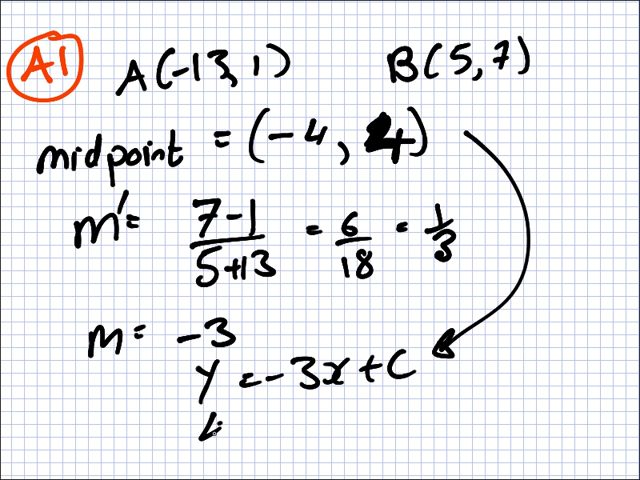 A1 A(-13, 1) B(5, 7)
midpoint = (-4, 4)
m' = 7-1 / 5+13 = 6/18 = 1/3
m = -3
y = -3x + c